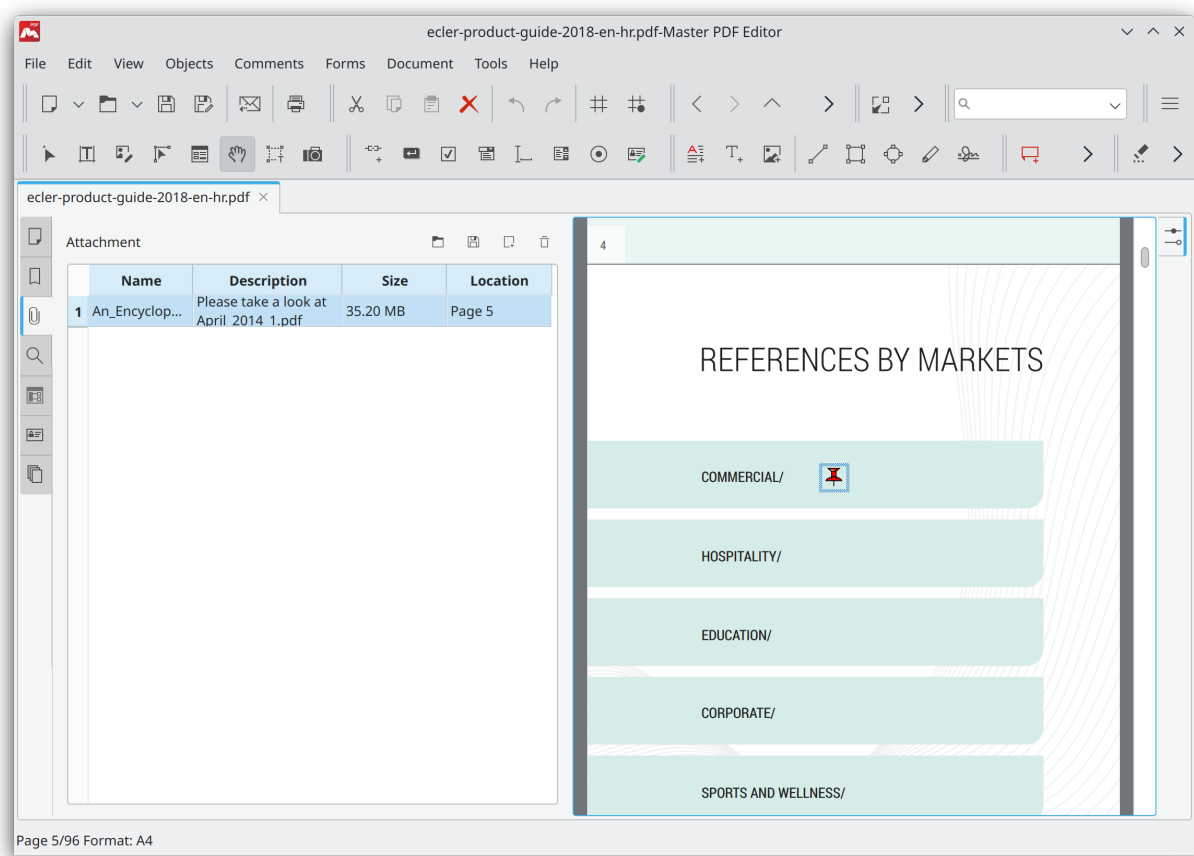 ecler-product-guide-2018-en-hr.pdf-Master PDF Editor
File Edit View Objects Comments Forms Document Tools Help
ecler-product-guide-2018-en-hr.pdf
Attachment
Name Description Size Location
1 An_Encyclop... Please take a look at 35.20 MB Page 5
April_2014_1.pdf
4
REFERENCES BY MARKETS
COMMERCIAL/
HOSPITALITY/
EDUCATION/
CORPORATE/
SPORTS AND WELLNESS/
Page 5/96 Format: A4